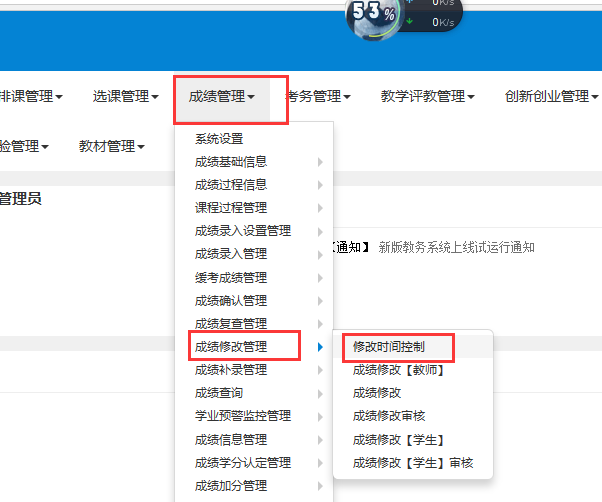 53%
0K/s
0K/s
排课管理 选课管理 成绩管理 考务管理 教学评教管理 创新创业管理
验管理 教材管理
管理员
系统设置
成绩基础信息
成绩过程信息
课程过程管理
成绩录入设置管理
【通知】 新版教务系统上线试运行通知
成绩录入管理
缓考成绩管理
成绩确认管理
成绩复查管理
成绩修改管理
修改时间控制
成绩修改【教师】
成绩修改
成绩修改审核
成绩修改【学生】
成绩修改【学生】审核
成绩补录管理
成绩查询
学业预警监控管理
成绩信息管理
成绩学分认定管理
成绩加分管理